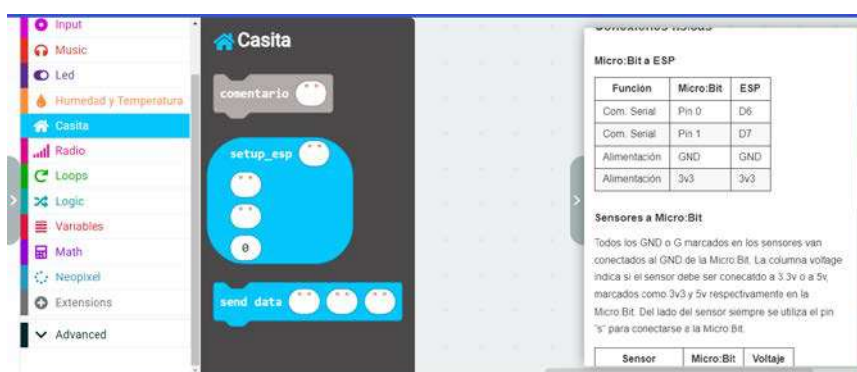 Input
Music
Led
Humedad y Temperatura
Casita
Radio
Loops
Logic
Variables
Math
Neopixel
Extensions
Advanced
Casita
comentario
setup_esp
0
send data
Conexiones físicas
Micro:Bit a ESP
Función Micro:Bit ESP
Com. Serial Pin 0 D6
Com. Serial Pin 1 D7
Alimentación GND GND
Alimentación 3v3 3v3
Sensores a Micro:Bit
Todos los GND o G marcados en los sensores van
conectados al GND de la Micro:Bit. La columna voltage
indica si el sensor debe ser conecatdo a 3.3v o a 5v,
marcados como 3v3 y 5v respectivamente en la
Micro:Bit. Del lado del sensor siempre se utiliza el pin
"s" para conectarse a la Micro:Bit.
Sensor Micro:Bit Voltaje